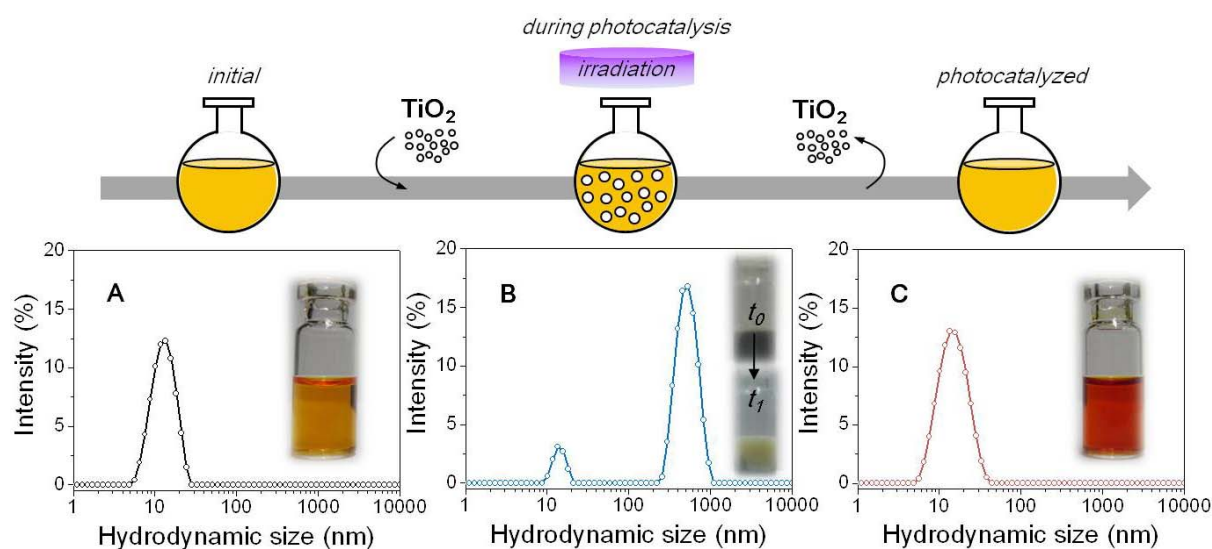 during photocatalysis
initial
irradiation
photocatalyzed
TiO₂
TiO₂
A
Intensity (%)
20
15
10
5
0
1
10
100
1000
10000
Hydrodynamic size (nm)
B
t₀
t₁
Intensity (%)
20
15
10
5
0
1
10
100
1000
10000
Hydrodynamic size (nm)
C
Intensity (%)
20
15
10
5
0
1
10
100
1000
10000
Hydrodynamic size (nm)